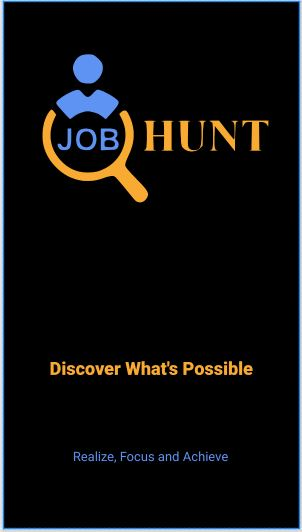 JOB HUNT
Discover What's Possible
Realize, Focus and Achieve